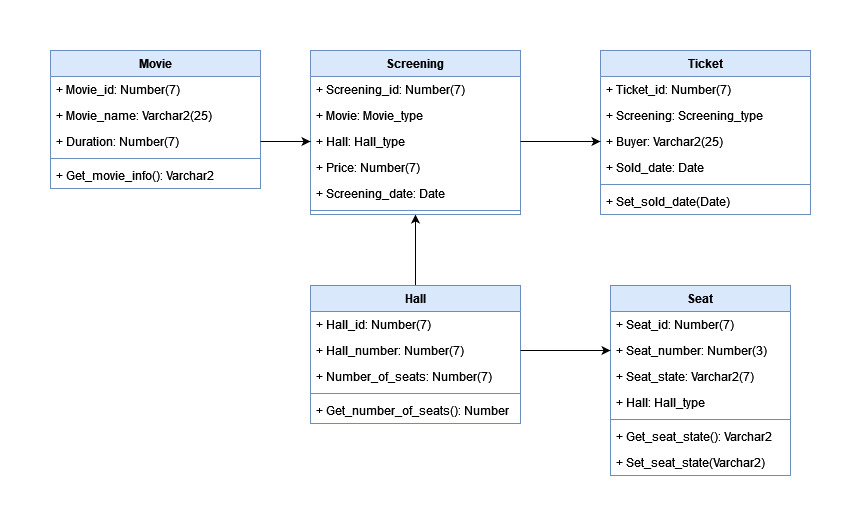 Movie
+ Movie_id: Number(7)
+ Movie_name: Varchar2(25)
+ Duration: Number(7)
+ Get_movie_info(): Varchar2
Screening
+ Screening_id: Number(7)
+ Movie: Movie_type
+ Hall: Hall_type
+ Price: Number(7)
+ Screening_date: Date
Ticket
+ Ticket_id: Number(7)
+ Screening: Screening_type
+ Buyer: Varchar2(25)
+ Sold_date: Date
+ Set_sold_date(Date)
Hall
+ Hall_id: Number(7)
+ Hall_number: Number(7)
+ Number_of_seats: Number(7)
+ Get_number_of_seats(): Number
Seat
+ Seat_id: Number(7)
+ Seat_number: Number(3)
+ Seat_state: Varchar2(7)
+ Hall: Hall_type
+ Get_seat_state(): Varchar2
+ Set_seat_state(Varchar2)